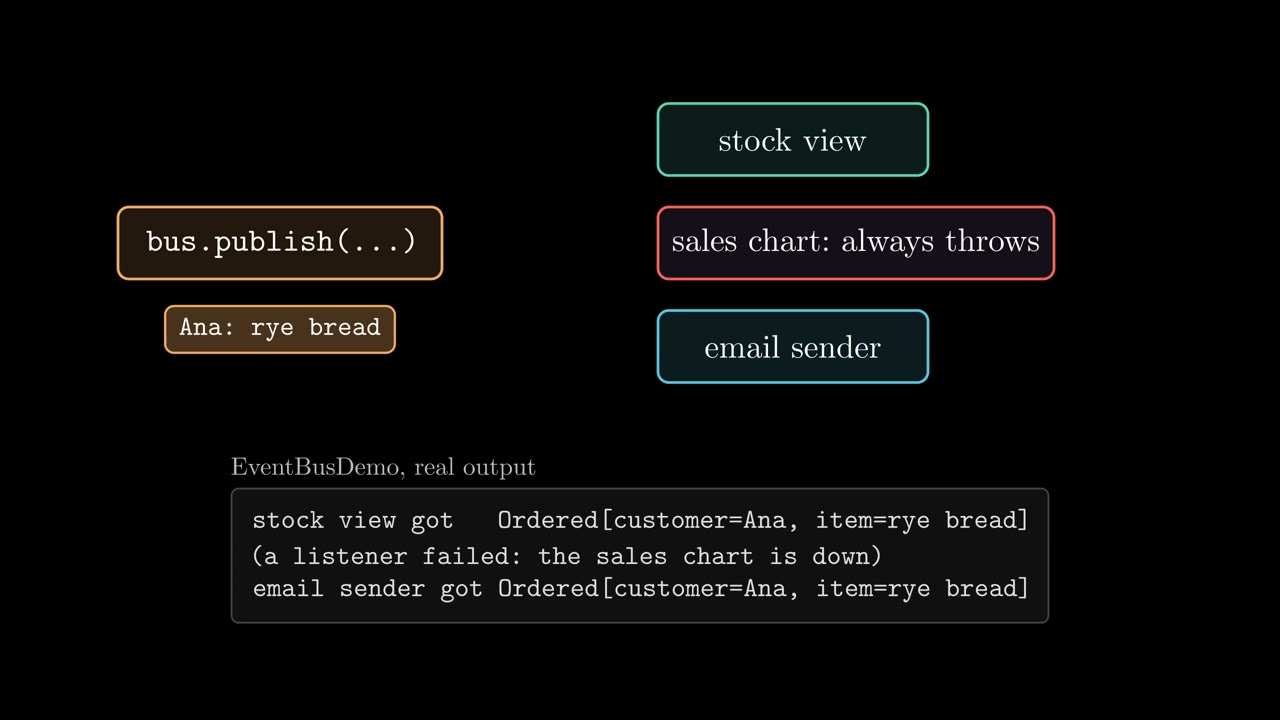 stock view
bus.publish(...)
sales chart: always throws
Ana: rye bread
email sender
EventBusDemo, real output
stock view got   Ordered[customer=Ana, item=rye bread]
(a listener failed: the sales chart is down)
email sender got Ordered[customer=Ana, item=rye bread]